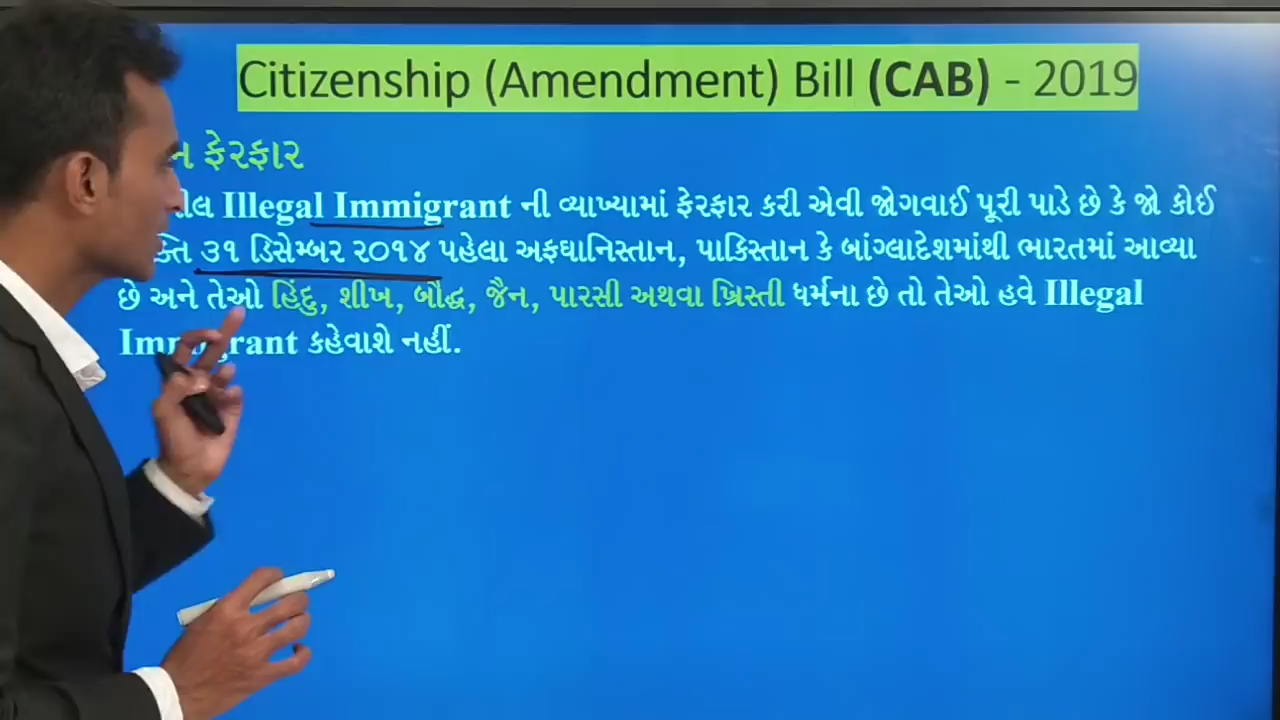 Citizenship (Amendment) Bill (CAB) - 2019
ફેરફાર
Illegal Immigrant ની વ્યાખ્યામાં ફેરફાર કરી એવી જોગવાઈ પૂરી પાડે છે કે જો કોઈ
૩૧ ડિસેમ્બર ૨૦૧૪ પહેલા અફઘાનિસ્તાન, પાકિસ્તાન કે બાંગ્લાદેશમાંથી ભારતમાં આવ્યા
છે અને તેઓ હિંદુ, શીખ, બૌદ્ધ, જૈન, પારસી અથવા ખ્રિસ્તી ધર્મના છે તો તેઓ હવે Illegal
Immigrant કહેવાશે નહીં.